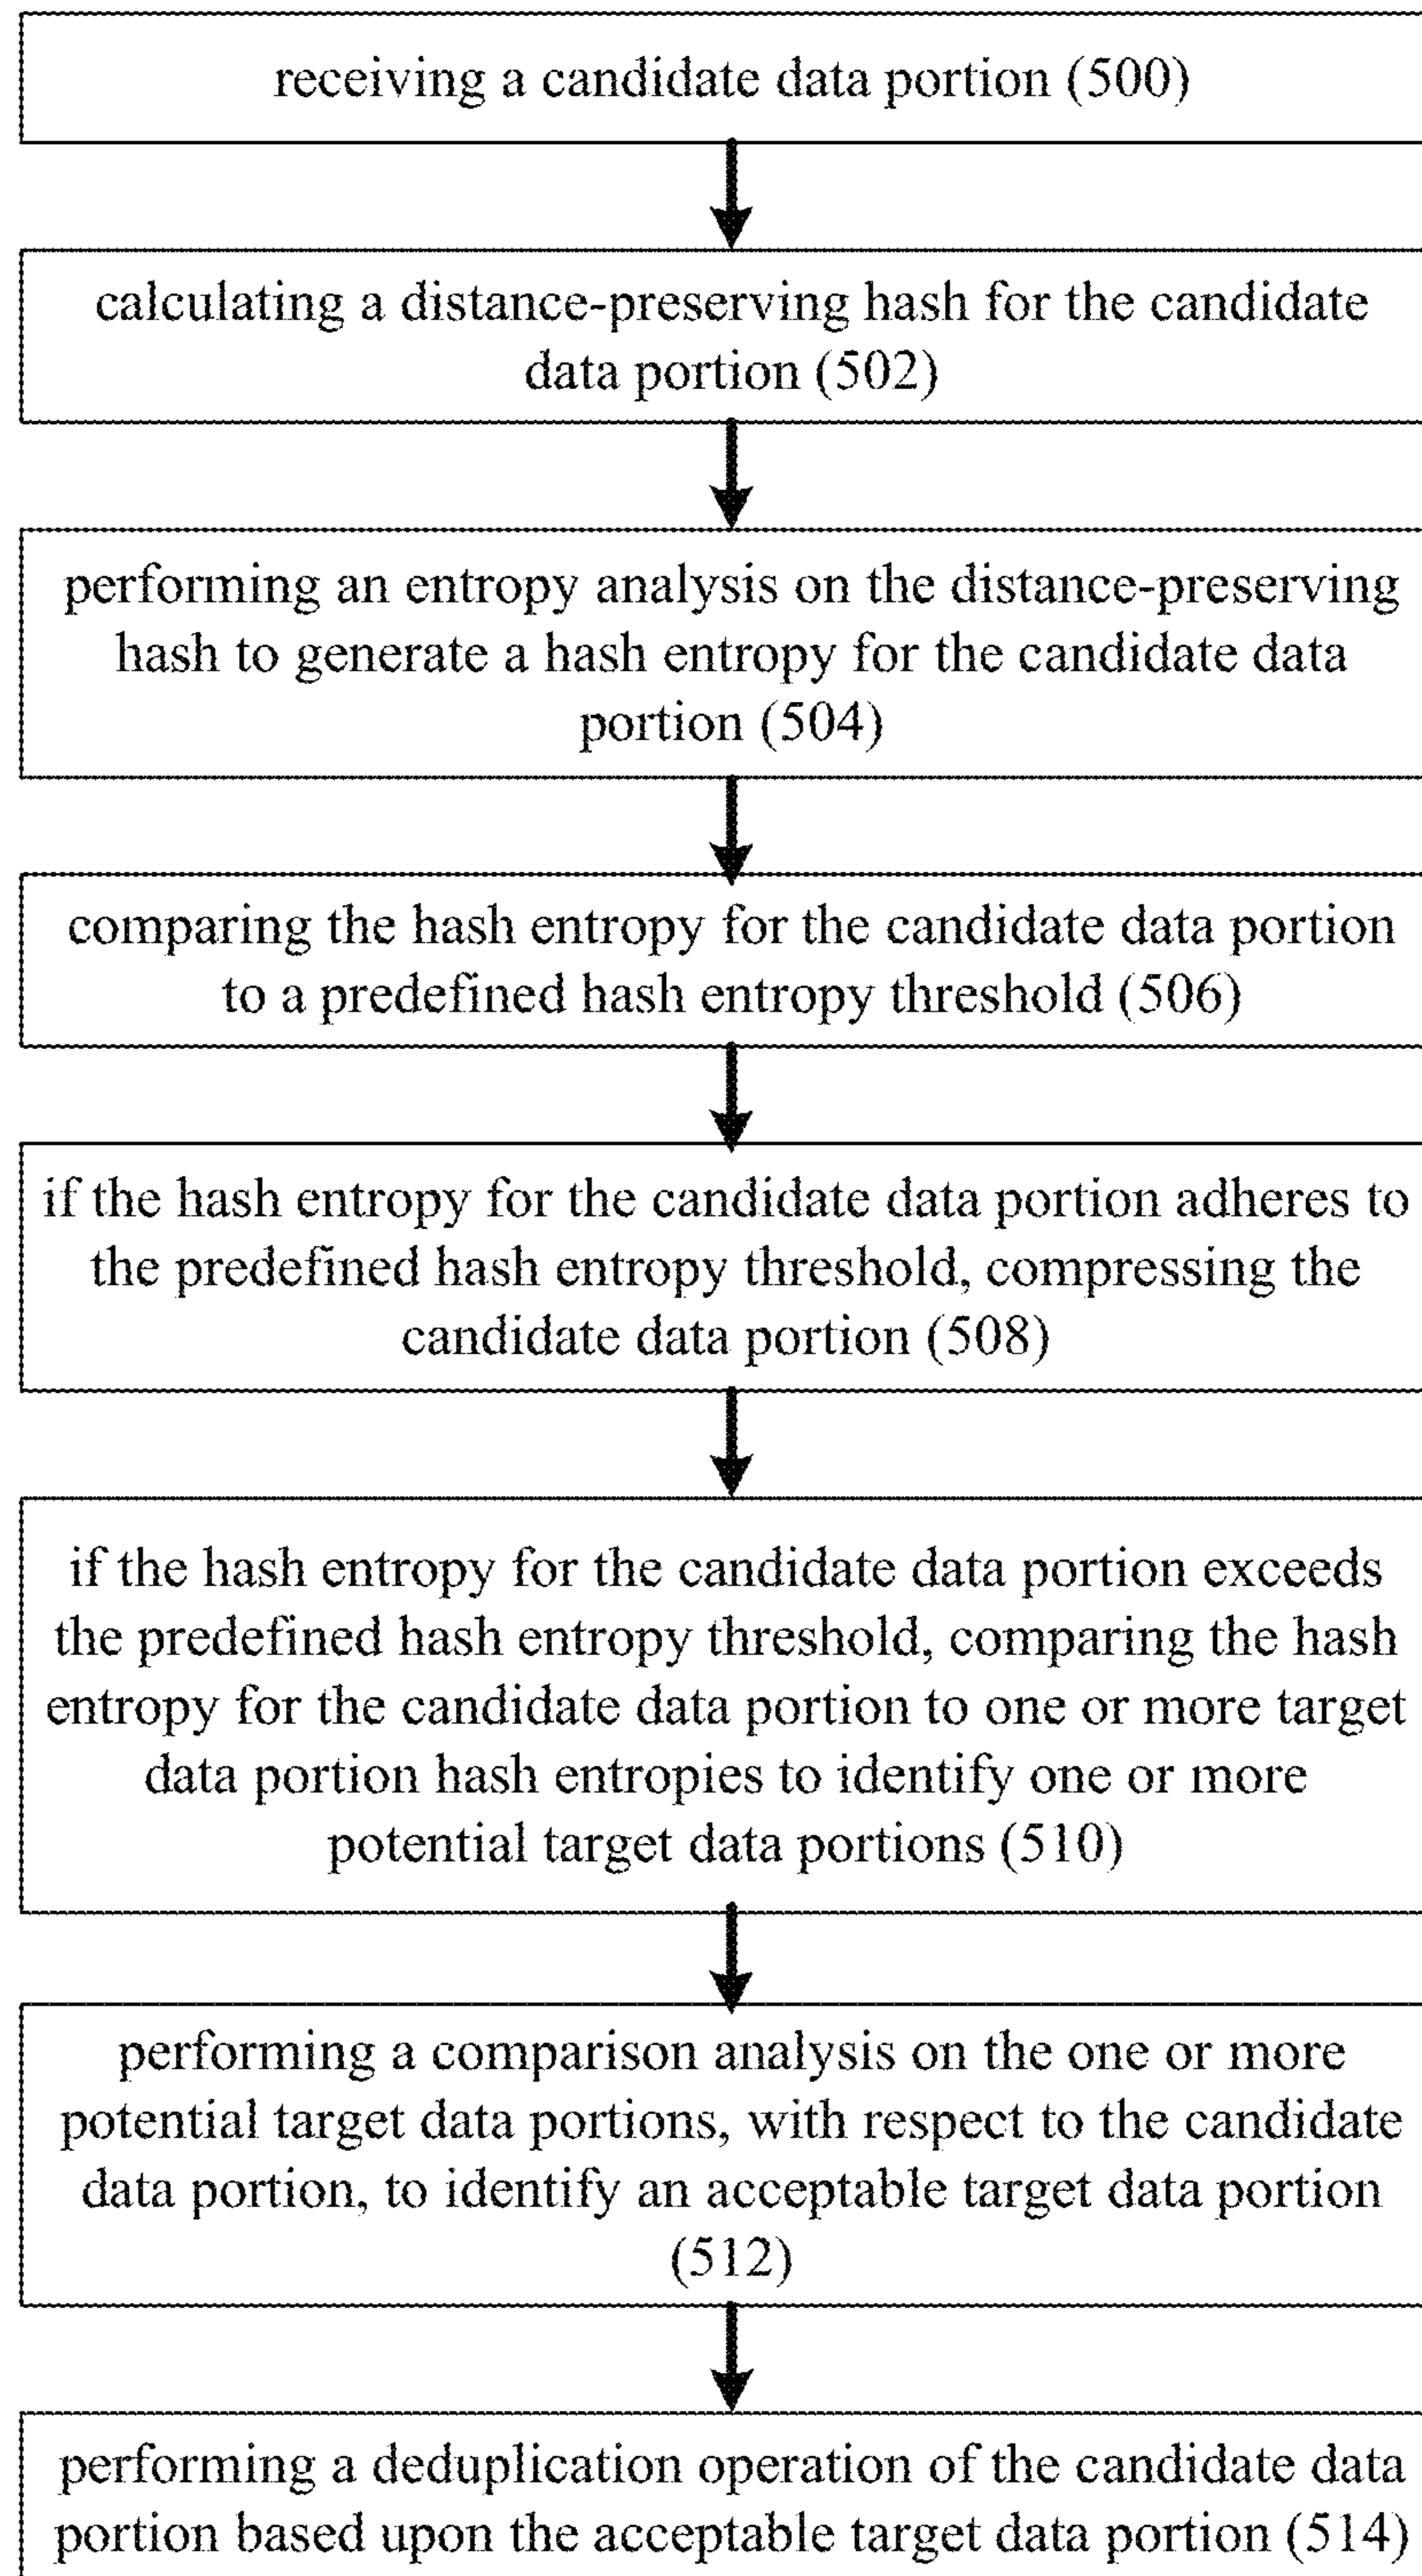 receiving a candidate data portion (500)
calculating a distance-preserving hash for the candidate
data portion (502)
performing an entropy analysis on the distance-preserving
hash to generate a hash entropy for the candidate data
portion (504)
comparing the hash entropy for the candidate data portion
to a predefined hash entropy threshold (506)
if the hash entropy for the candidate data portion adheres to
the predefined hash entropy threshold, compressing the
candidate data portion (508)
if the hash entropy for the candidate data portion exceeds
the predefined hash entropy threshold, comparing the hash
entropy for the candidate data portion to one or more target
data portion hash entropies to identify one or more
potential target data portions (510)
performing a comparison analysis on the one or more
potential target data portions, with respect to the candidate
data portion, to identify an acceptable target data portion
(512)
performing a deduplication operation of the candidate data
portion based upon the acceptable target data portion (514)